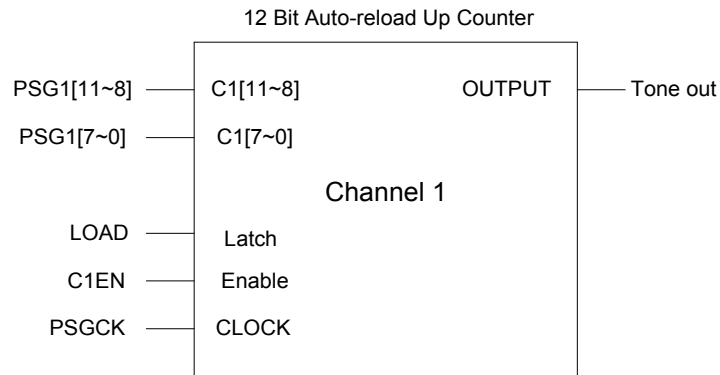 12 Bit Auto-reload Up Counter
PSG1[11~8] C1[11~8] OUTPUT Tone out
PSG1[7~0] C1[7~0]
Channel 1
LOAD Latch
C1EN Enable
PSGCK CLOCK